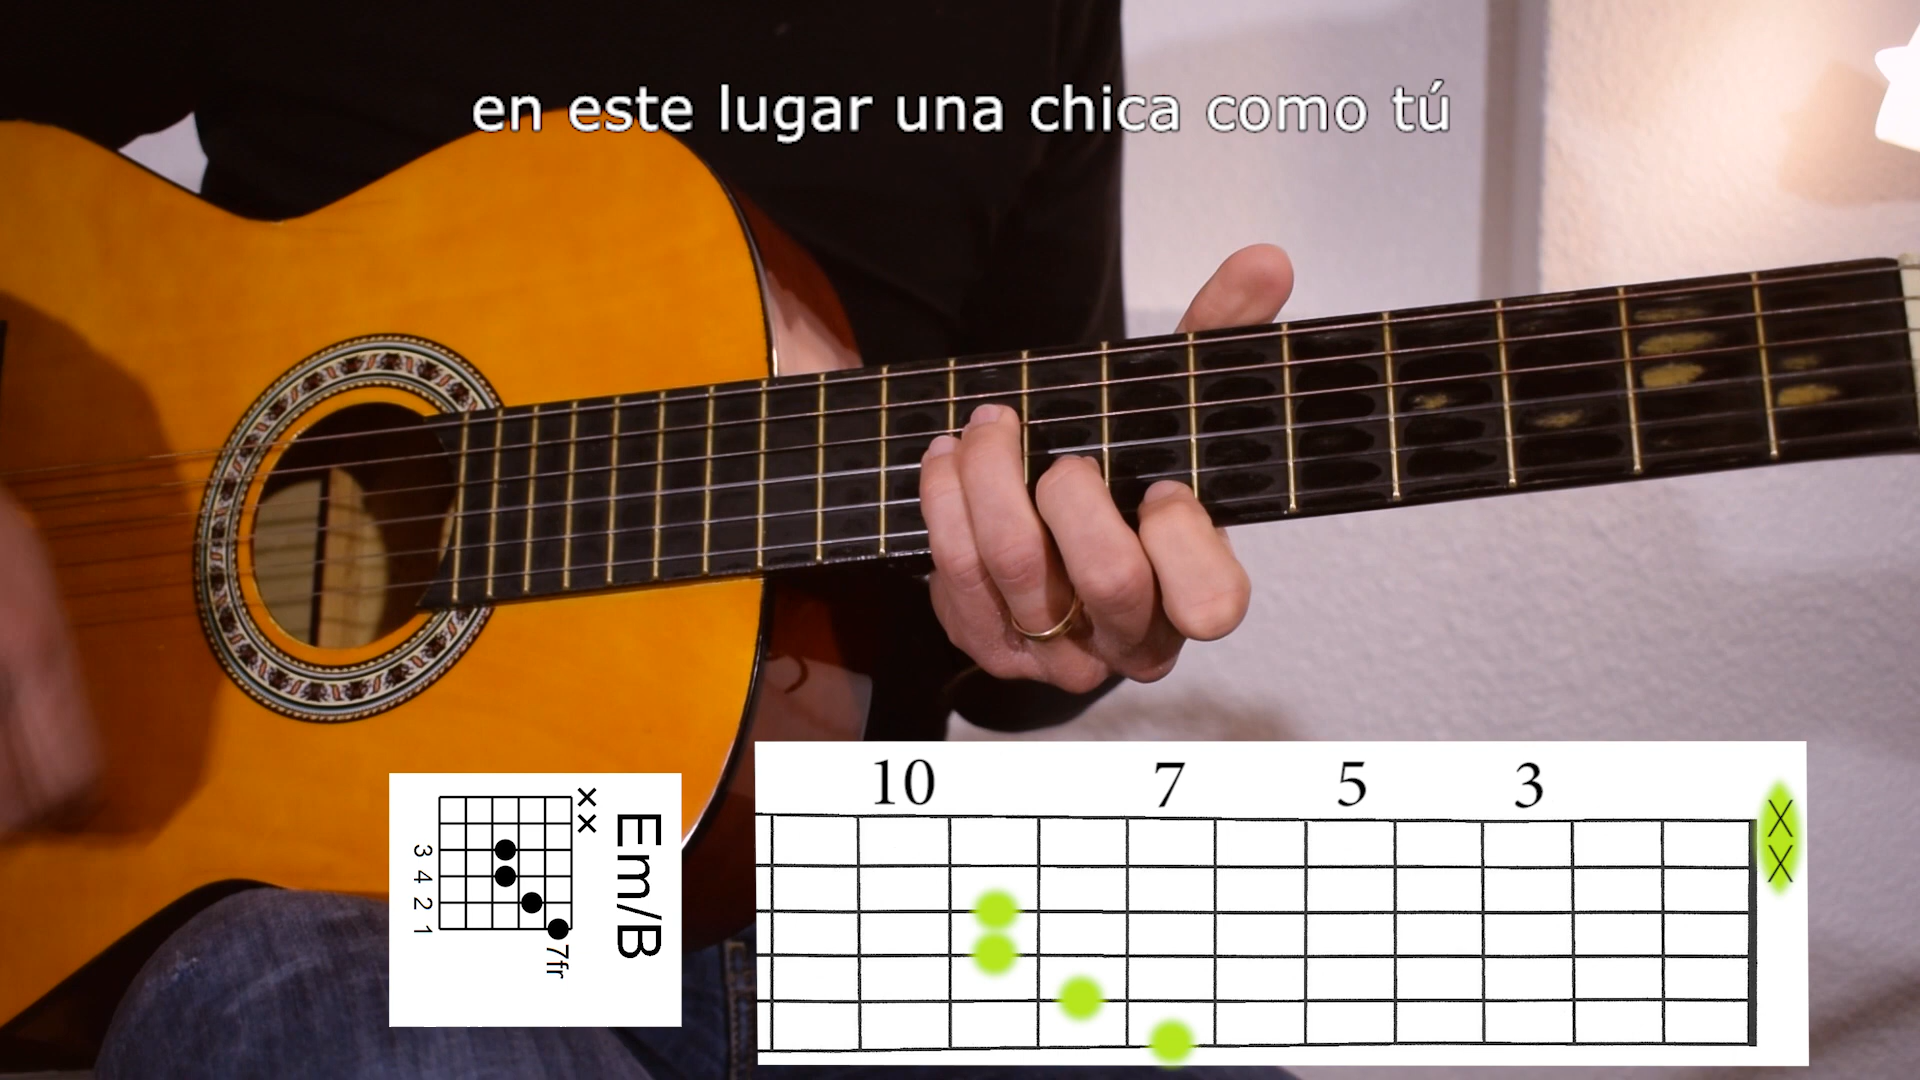 en este lugar una chica como tú
Em/B
××
3 4 2 1
7fr
10 7 5 3
X
X